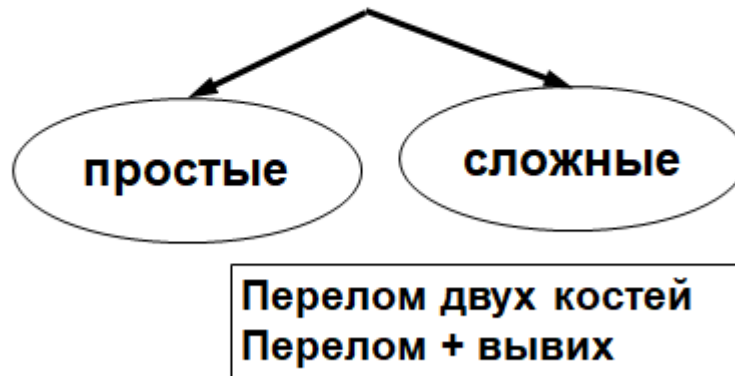 простые
сложные
Перелом двух костей
Перелом + вывих